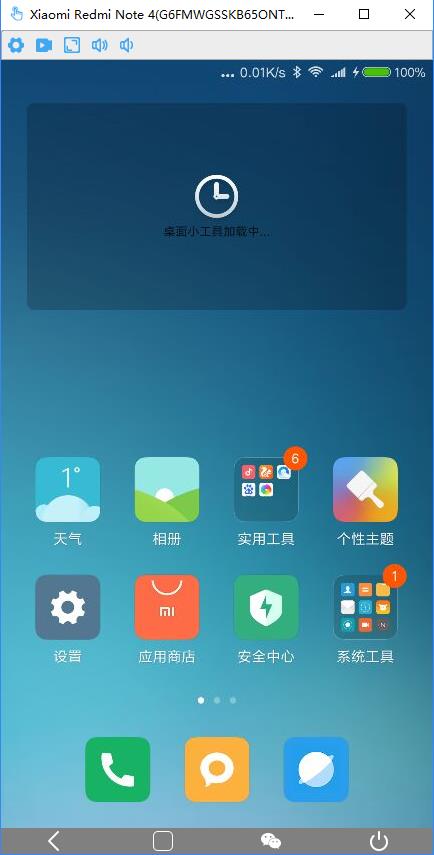 Xiaomi Redmi Note 4(G6FMWGSSKB65ONT...
... 0.01K/s 100%
桌面小工具加载中...
1° 6
天气 相册 实用工具 个性主题
MI 1
设置 应用商店 安全中心 系统工具